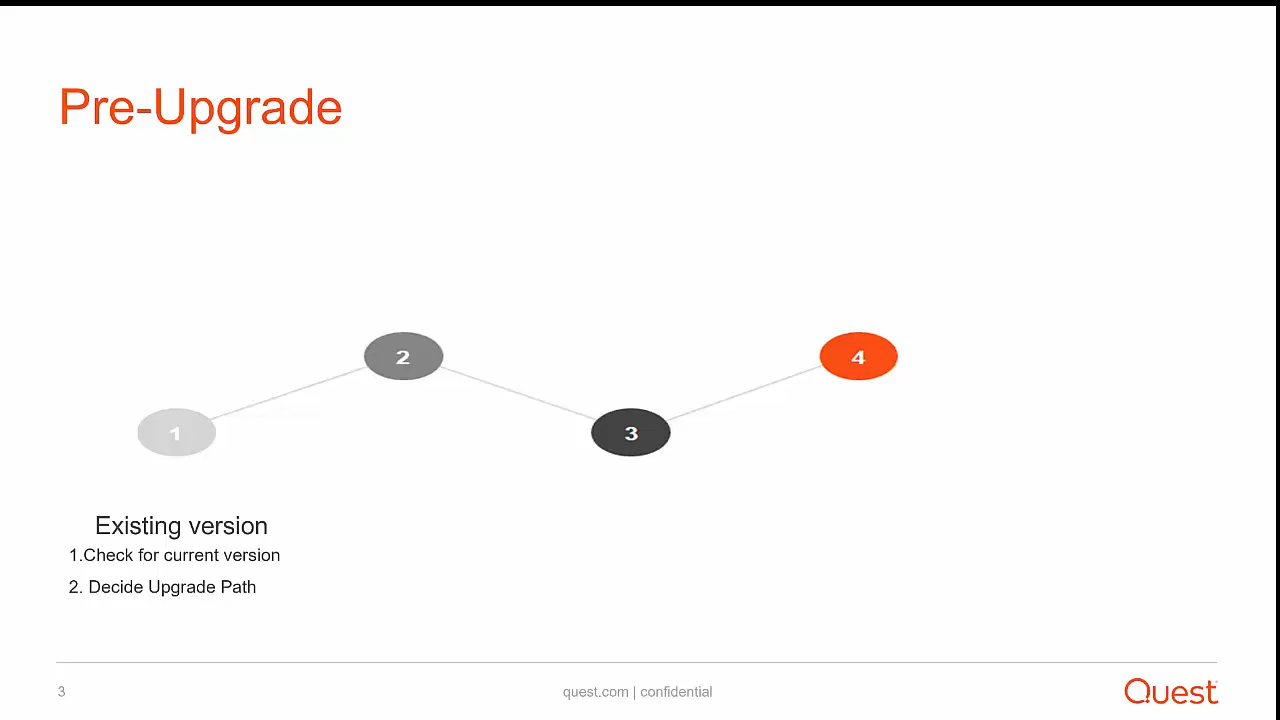 Pre-Upgrade
2
4
1
3
Existing version
1.Check for current version
2. Decide Upgrade Path
3
quest.com | confidential
Quest